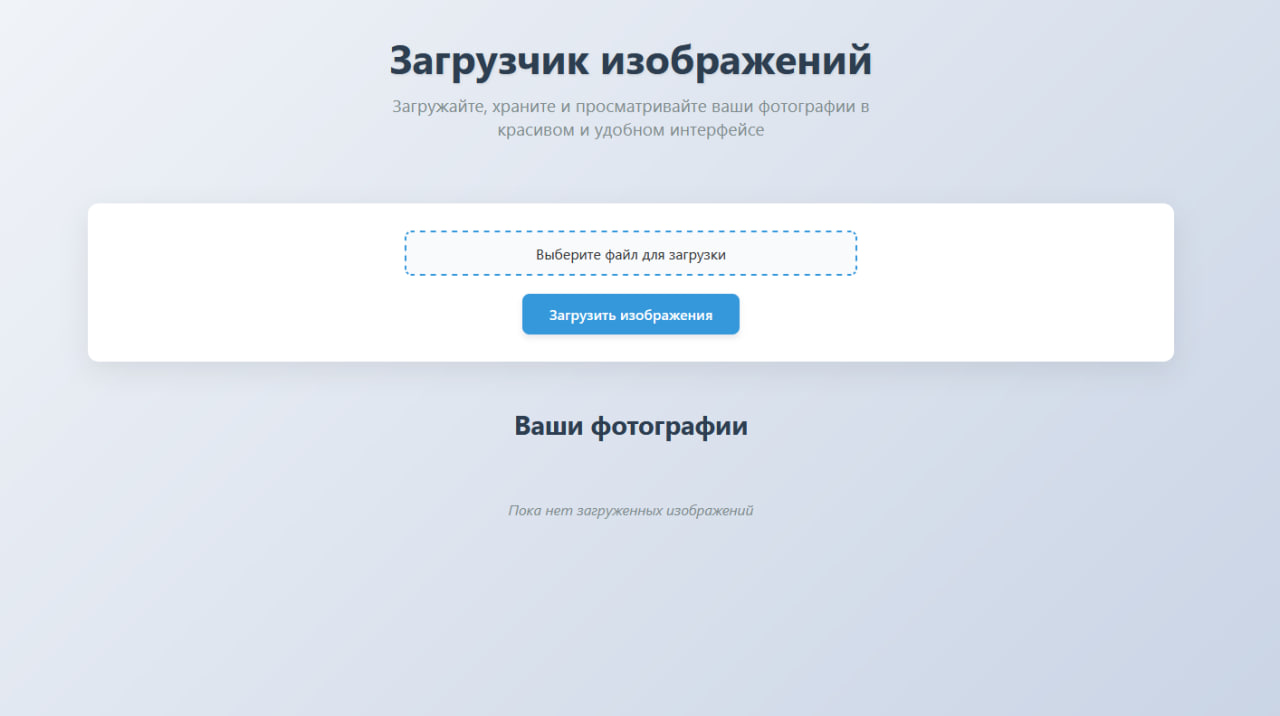 Загрузчик изображений
Загружайте, храните и просматривайте ваши фотографии в
красивом и удобном интерфейсе
Выберите файл для загрузки
Загрузить изображения
Ваши фотографии
Пока нет загруженных изображений